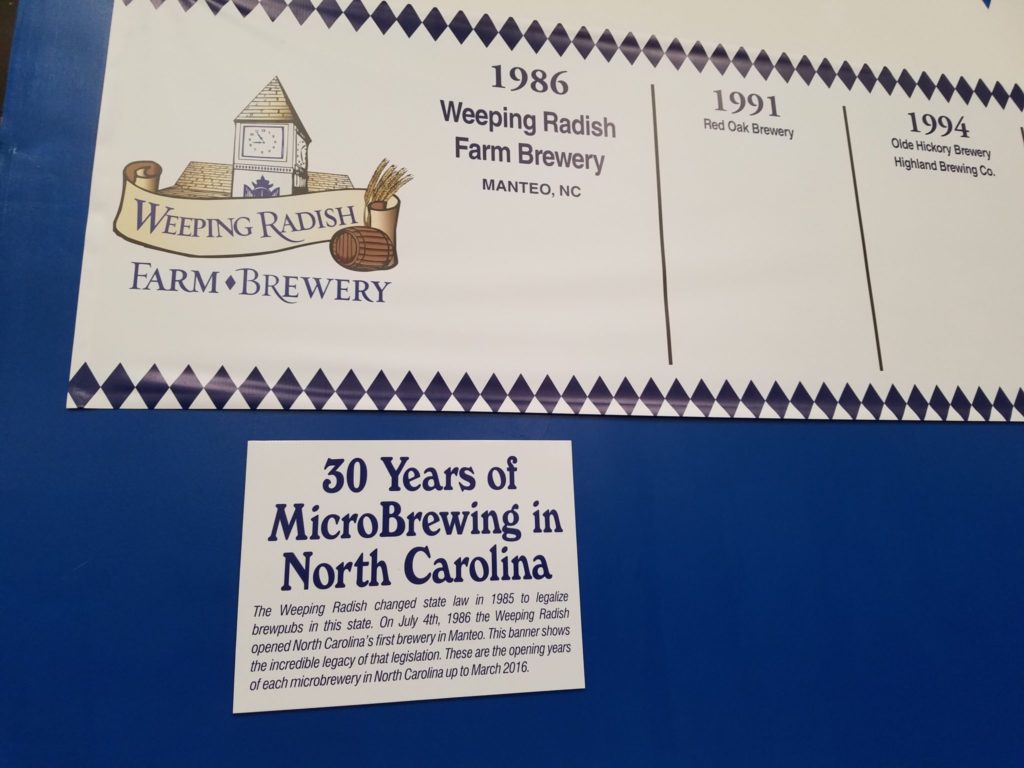 WEEPING RADISH
FARM BREWERY
1986
Weeping Radish
Farm Brewery
MANTEO, NC
1991
Red Oak Brewery
1994
Olde Hickory Brewery
Highland Brewing Co.
30 Years of
MicroBrewing in
North Carolina
The Weeping Radish changed state law in 1985 to legalize
brewpubs in this state. On July 4th, 1986 the Weeping Radish
opened North Carolina's first brewery in Manteo. This banner shows
the incredible legacy of that legislation. These are the opening years
of each microbrewery in North Carolina up to March 2016.